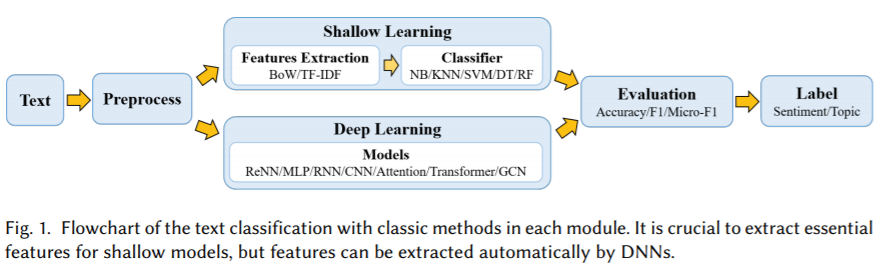 Text
Preprocess
Shallow Learning
Features Extraction
BoW/TF-IDF
Classifier
NB/KNN/SVM/DT/RF
Deep Learning
Models
ReNN/MLP/RNN/CNN/Attention/Transformer/GCN
Evaluation
Accuracy/F1/Micro-F1
Label
Sentiment/Topic
Fig. 1. Flowchart of the text classification with classic methods in each module. It is crucial to extract essential
features for shallow models, but features can be extracted automatically by DNNs.